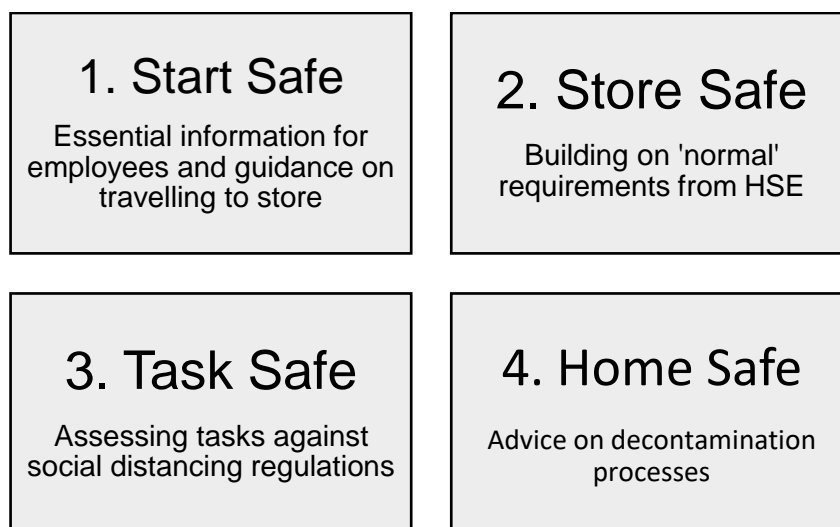 1. Start Safe
Essential information for
employees and guidance on
travelling to store
2. Store Safe
Building on 'normal'
requirements from HSE
3. Task Safe
Assessing tasks against
social distancing regulations
4. Home Safe
Advice on decontamination
processes